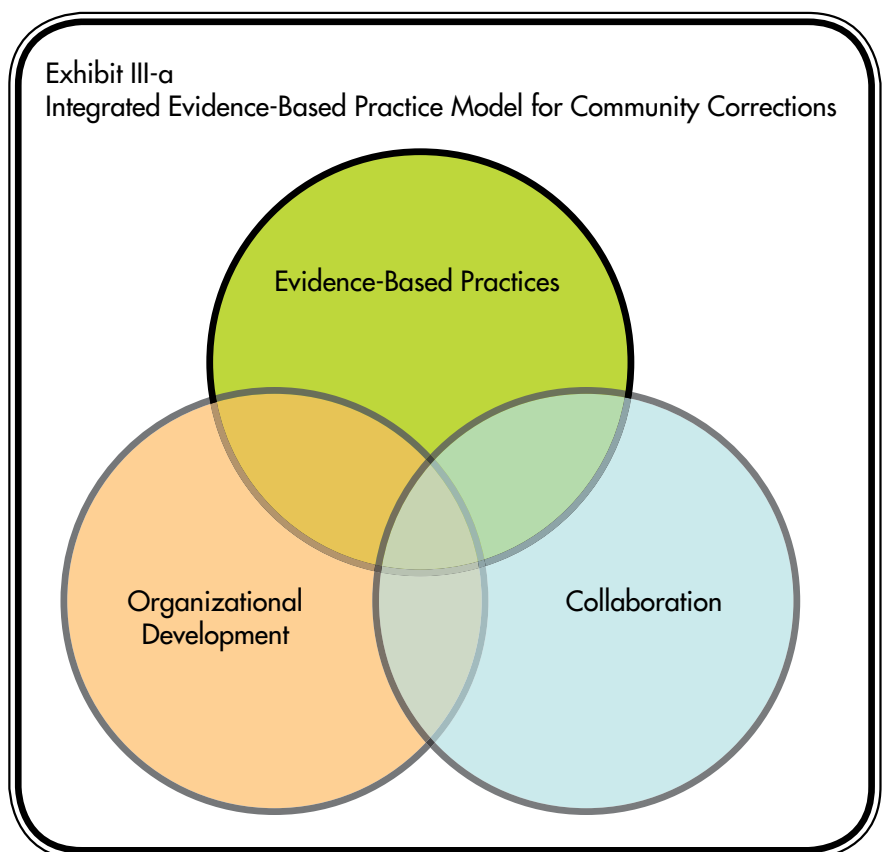 Exhibit III-a
Integrated Evidence-Based Practice Model for Community Corrections
Evidence-Based Practices
Organizational
Development
Collaboration